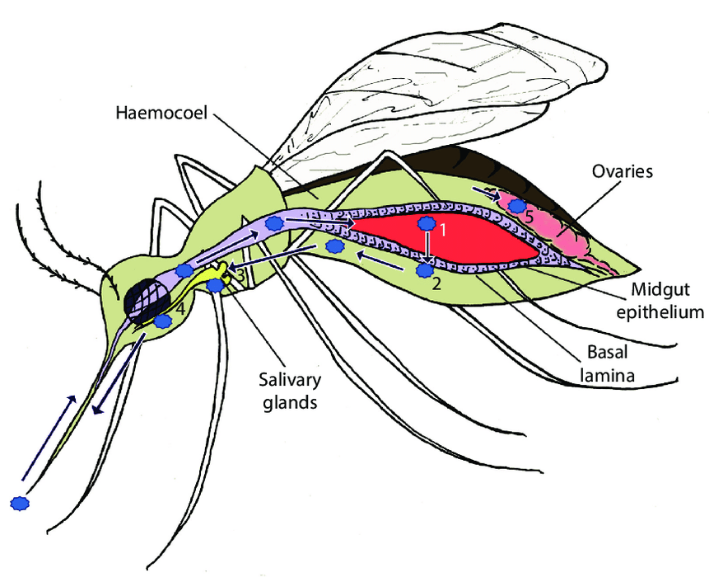 Haemocoel
Ovaries
5
1
2
3
4
Midgut
epithelium
Basal
lamina
Salivary
glands